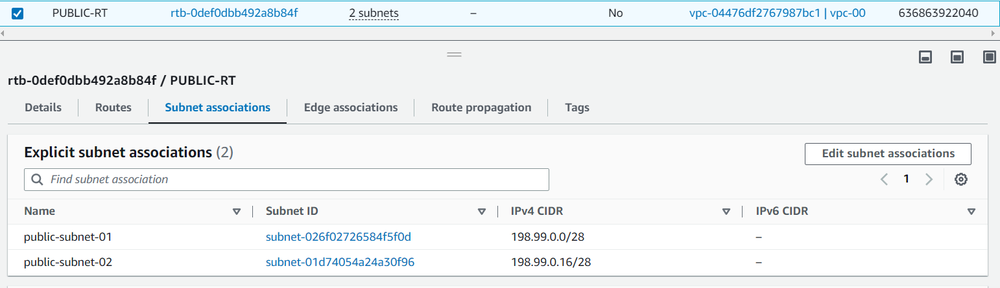 PUBLIC-RT rtb-0def0dbb492a8b84f 2 subnets – No vpc-04476df2767987bc1 | vpc-00 636863922040
rtb-0def0dbb492a8b84f / PUBLIC-RT
Details Routes Subnet associations Edge associations Route propagation Tags
Explicit subnet associations (2)
Edit subnet associations
Find subnet association
1
Name Subnet ID IPv4 CIDR IPv6 CIDR
public-subnet-01 subnet-026f02726584f5f0d 198.99.0.0/28 –
public-subnet-02 subnet-01d74054a24a30f96 198.99.0.16/28 –